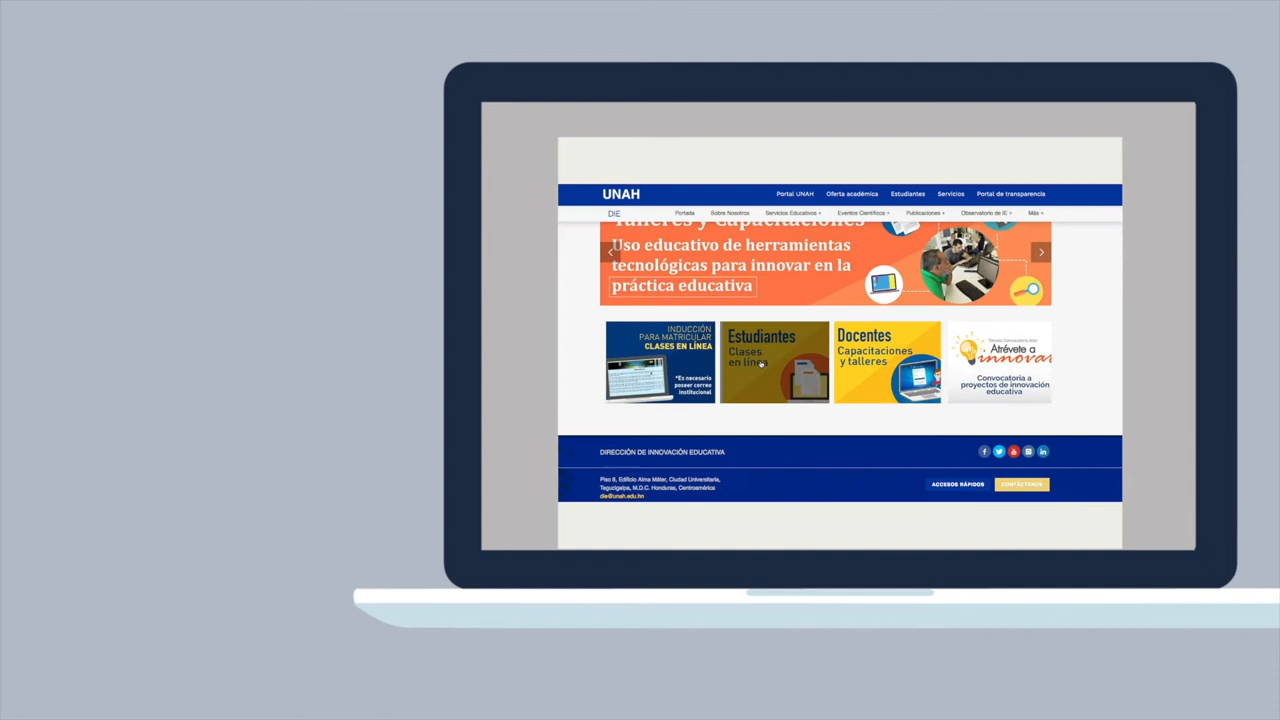 UNAH
Portal UNAH Oferta académica Estudiantes Servicios Portal de transparencia
DIE
Portada Sobre Nosotros Servicios Educativos Eventos Científicos Publicaciones Observatorio de IE Más
Talleres y Capacitaciones
Uso educativo de herramientas
tecnológicas para innovar en la
práctica educativa
INDUCCIÓN
PARA MATRICULAR
CLASES EN LÍNEA
*Es necesario
poseer correo
institucional
Estudiantes
Clases
en línea
Docentes
Capacitaciones
y talleres
Atrévete a
innovar
Convocatoria a
proyectos de innovación
educativa
DIRECCIÓN DE INNOVACIÓN EDUCATIVA
Piso 8, Edificio Alma Máter, Ciudad Universitaria,
Tegucigalpa, M.D.C. Honduras, Centroamérica
die@unah.edu.hn
ACCESOS RÁPIDOS
CONTÁCTENOS